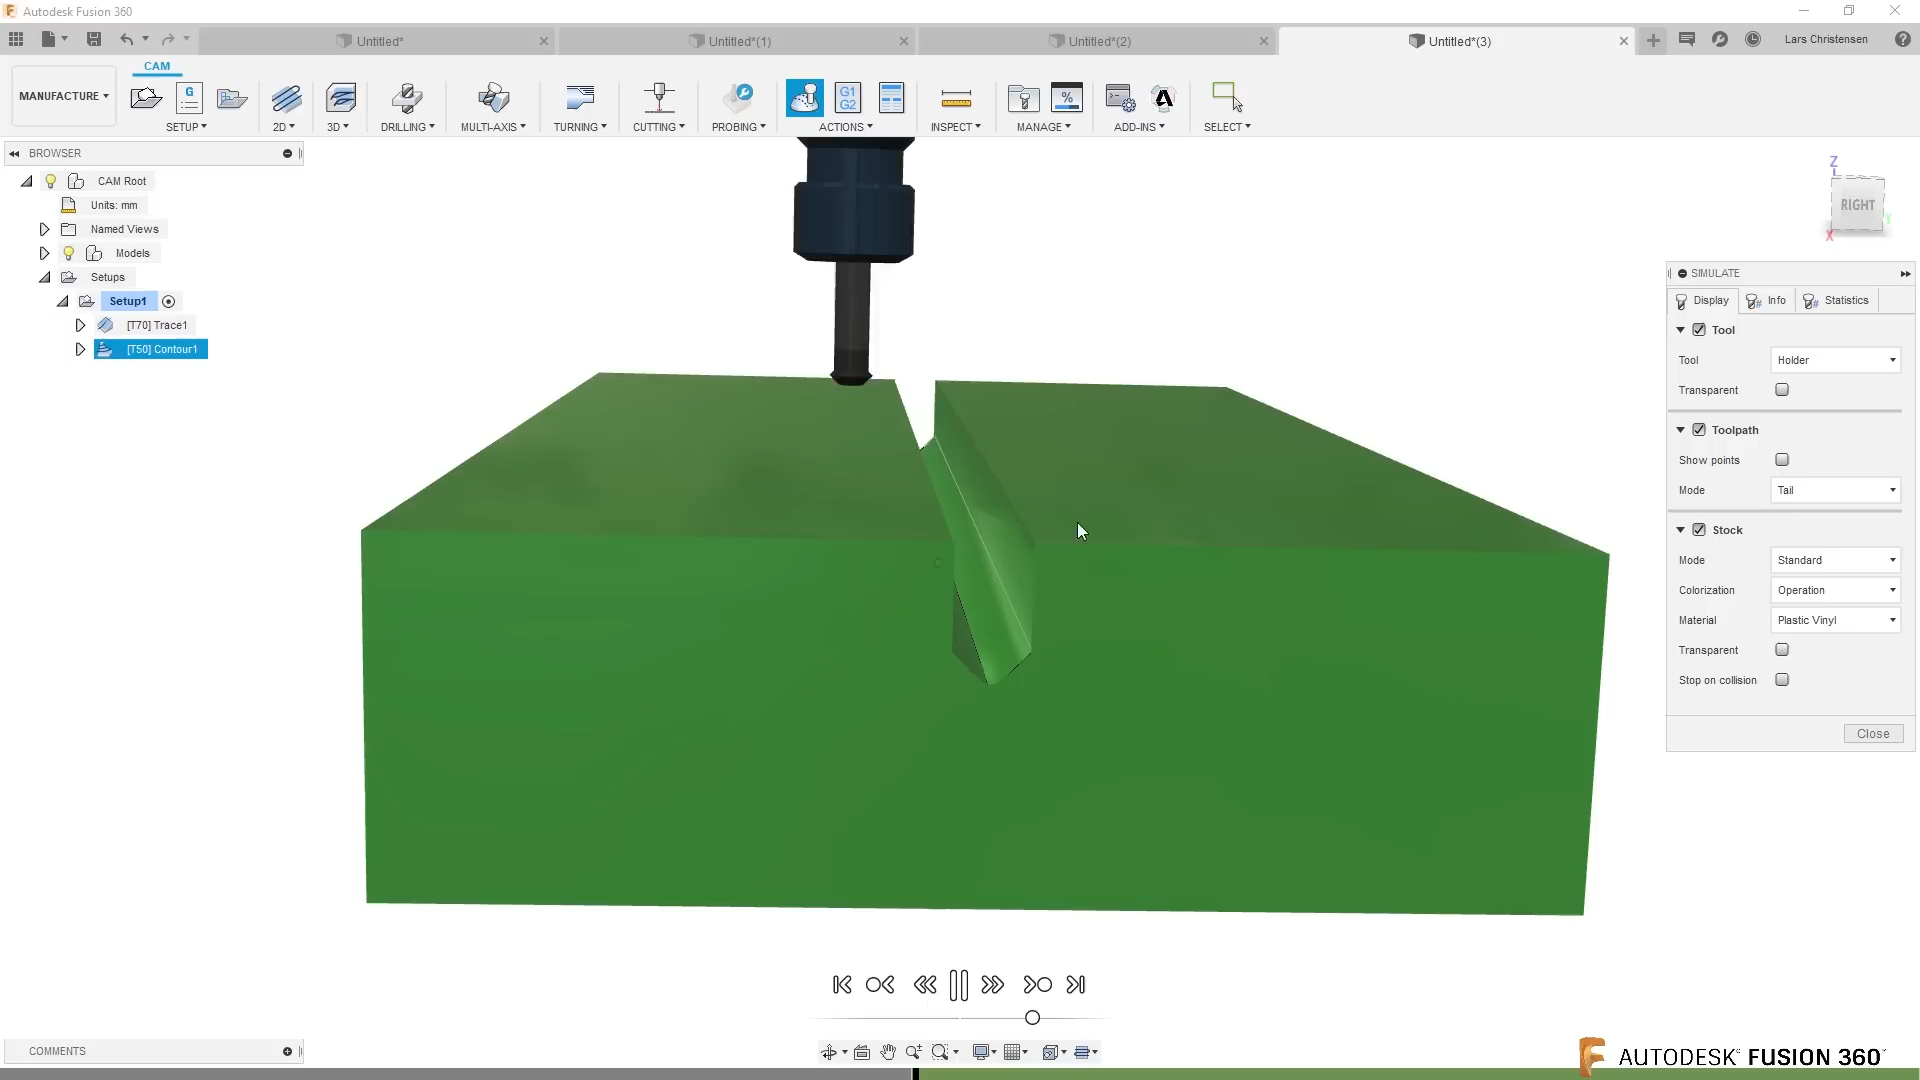 Autodesk Fusion 360
Untitled*
Untitled*(1)
Untitled*(2)
Untitled*(3)
Lars Christensen
MANUFACTURE
CAM
G
G1
G2
%
SETUP
2D
3D
DRILLING
MULTI-AXIS
TURNING
CUTTING
PROBING
ACTIONS
INSPECT
MANAGE
ADD-INS
SELECT
BROWSER
CAM Root
Units: mm
Named Views
Models
Setups
Setup1
[T70] Trace1
[T50] Contour1
Z
RIGHT
Y
X
SIMULATE
Display
Info
Statistics
Tool
Tool
Holder
Transparent
Toolpath
Show points
Mode
Tail
Stock
Mode
Standard
Colorization
Operation
Material
Plastic Vinyl
Transparent
Stop on collision
Close
COMMENTS
F AUTODESK® FUSION 360™